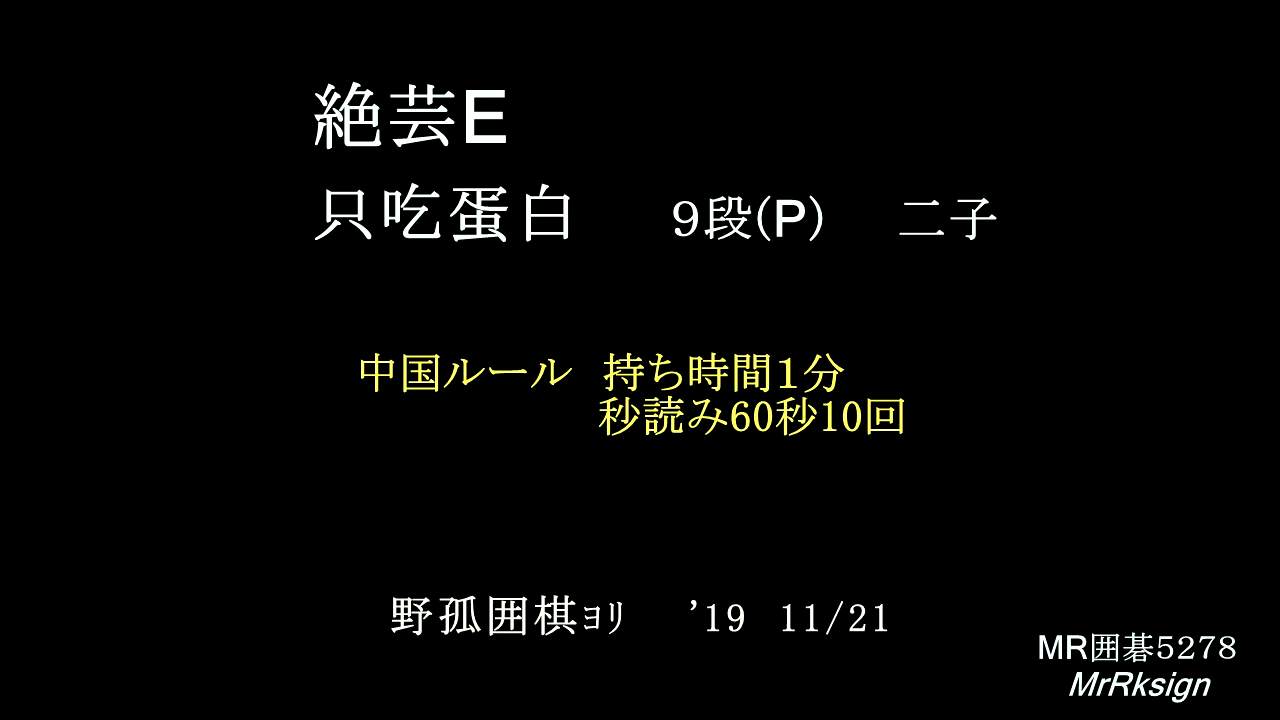 絶芸E
只吃蛋白 9段(P) 二子
中国ルール 持ち時間1分
秒読み60秒10回
野孤囲棋ﾖﾘ ’19 11/21
MR囲碁5278
MrRksign